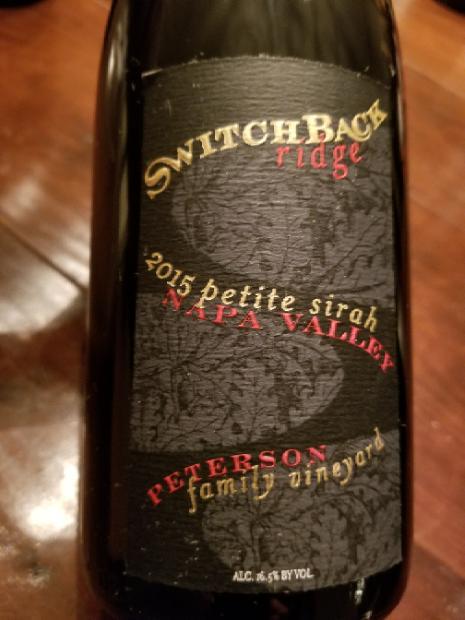 SWITCHBACK
ridge
2015 petite sirah
NAPA VALLEY
PETERSON
family vineyard
ALC. 16.5% BY VOL.